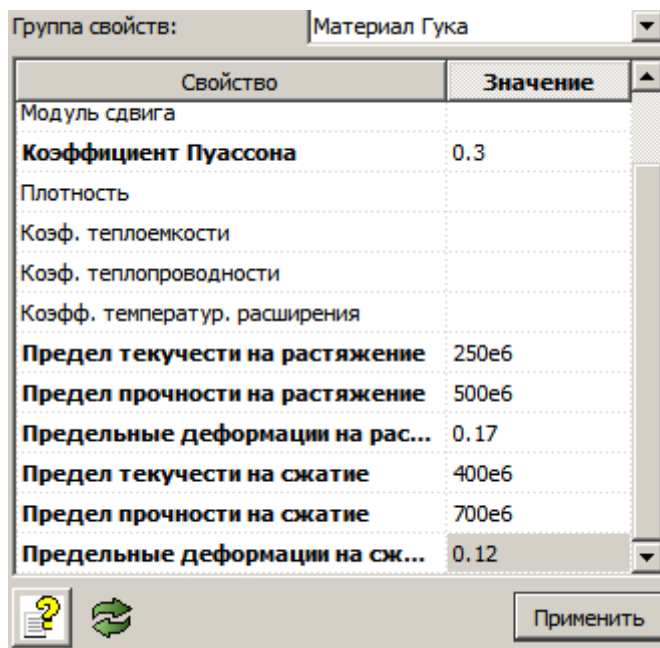 Группа свойств: Материал Гука
Свойство Значение
Модуль сдвига
Коэффициент Пуассона 0.3
Плотность
Коэф. теплоемкости
Коэф. теплопроводности
Коэфф. температур. расширения
Предел текучести на растяжение 250e6
Предел прочности на растяжение 500e6
Предельные деформации на рас... 0.17
Предел текучести на сжатие 400e6
Предел прочности на сжатие 700e6
Предельные деформации на сж... 0.12
Применить